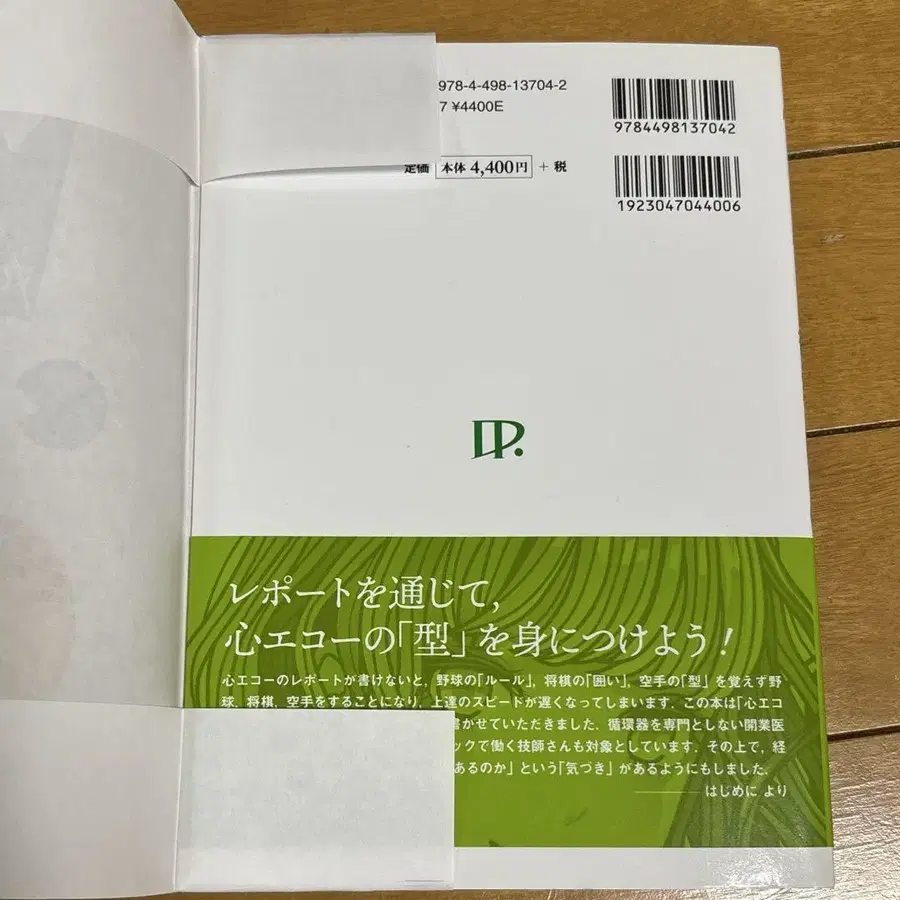 978-4-498-13704-2
7 ¥4400E
9784498137042
定価 本体 4,400円 + 税
1923047044006
レポートを通じて,
心エコーの「型」を身につけよう!
心エコーのレポートが書けないと,野球の「ルール」,将棋の「囲い」,空手の「型」を覚えず野
球,将棋,空手をすることになり,上達のスピードが遅くなってしまいます.この本は「心エコ
書かせていただきました.循環器を専門としない開業医
ックで働く技師さんも対象としています.その上で,経
あるのか」という「気づき」があるようにもしました.
はじめに より